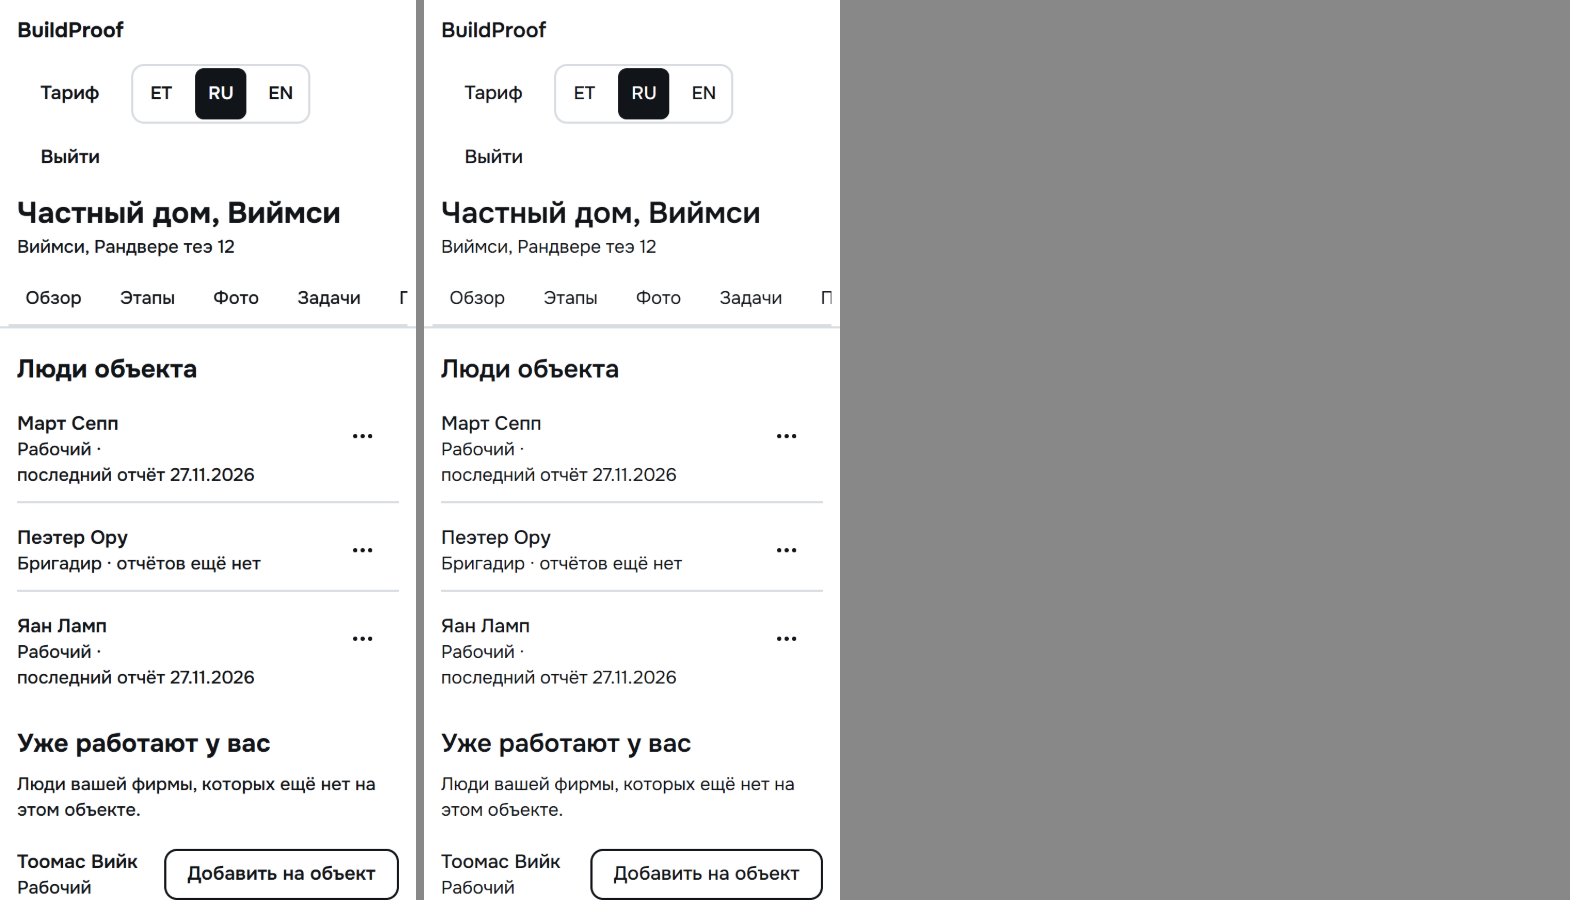 BuildProof
Тариф ET RU EN
Выйти
Частный дом, Виймси
Виймси, Рандвере теэ 12
Обзор Этапы Фото Задачи
Люди объекта
Март Сепп
Рабочий ·
последний отчёт 27.11.2026
Пеэтер Ору
Бригадир · отчётов ещё нет
Яан Ламп
Рабочий ·
последний отчёт 27.11.2026
Уже работают у вас
Люди вашей фирмы, которых ещё нет на
этом объекте.
Тоомас Вийк
Рабочий
Добавить на объект
BuildProof
Тариф ET RU EN
Выйти
Частный дом, Виймси
Виймси, Рандвере теэ 12
Обзор Этапы Фото Задачи
Люди объекта
Март Сепп
Рабочий ·
последний отчёт 27.11.2026
Пеэтер Ору
Бригадир · отчётов ещё нет
Яан Ламп
Рабочий ·
последний отчёт 27.11.2026
Уже работают у вас
Люди вашей фирмы, которых ещё нет на
этом объекте.
Тоомас Вийк
Рабочий
Добавить на объект